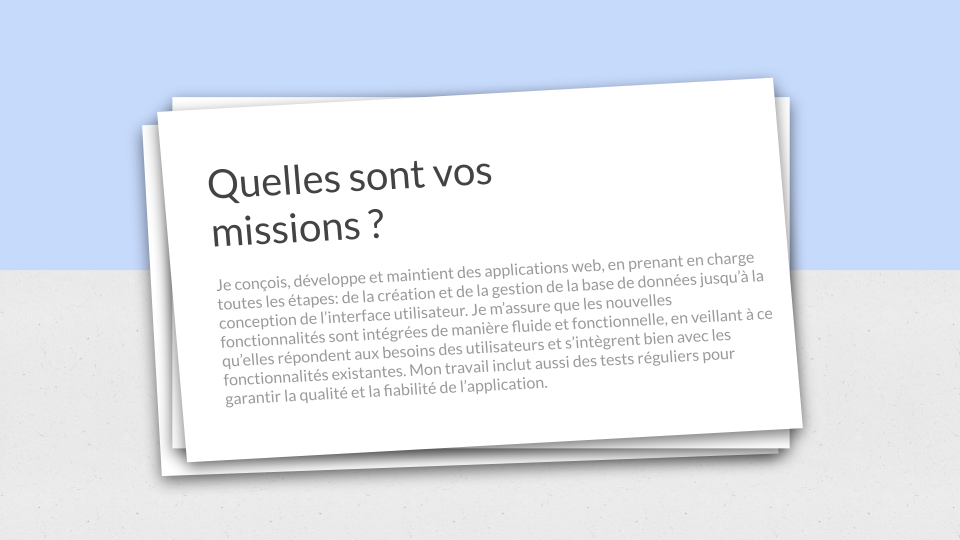 Quelles sont vos
missions ?
Je conçois, développe et maintient des applications web, en prenant en charge
toutes les étapes: de la création et de la gestion de la base de données jusqu’à la
conception de l’interface utilisateur. Je m’assure que les nouvelles
fonctionnalités sont intégrées de manière fluide et fonctionnelle, en veillant à ce
qu’elles répondent aux besoins des utilisateurs et s’intègrent bien avec les
fonctionnalités existantes. Mon travail inclut aussi des tests réguliers pour
garantir la qualité et la fiabilité de l’application.